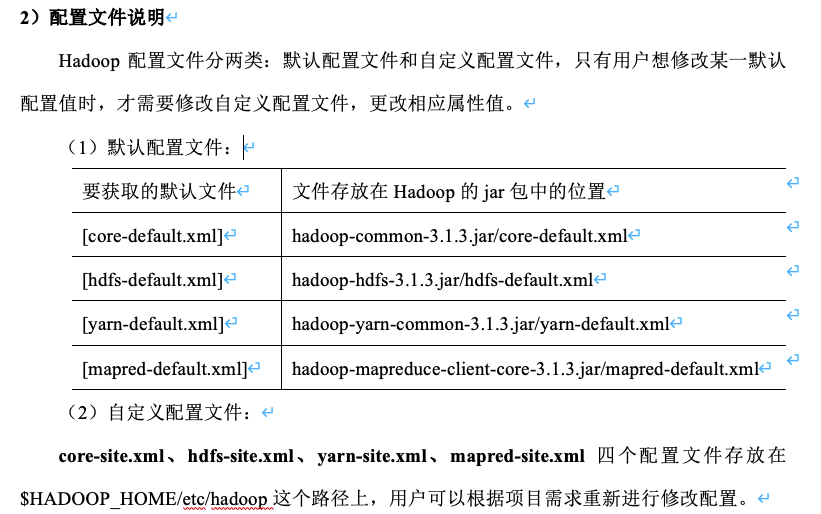 2）配置文件说明
Hadoop 配置文件分两类：默认配置文件和自定义配置文件，只有用户想修改某一默认
配置值时，才需要修改自定义配置文件，更改相应属性值。
（1）默认配置文件：
要获取的默认文件 文件存放在 Hadoop 的 jar 包中的位置
[core-default.xml] hadoop-common-3.1.3.jar/core-default.xml
[hdfs-default.xml] hadoop-hdfs-3.1.3.jar/hdfs-default.xml
[yarn-default.xml] hadoop-yarn-common-3.1.3.jar/yarn-default.xml
[mapred-default.xml] hadoop-mapreduce-client-core-3.1.3.jar/mapred-default.xml
（2）自定义配置文件：
core-site.xml、hdfs-site.xml、yarn-site.xml、mapred-site.xml 四个配置文件存放在
$HADOOP_HOME/etc/hadoop 这个路径上，用户可以根据项目需求重新进行修改配置。